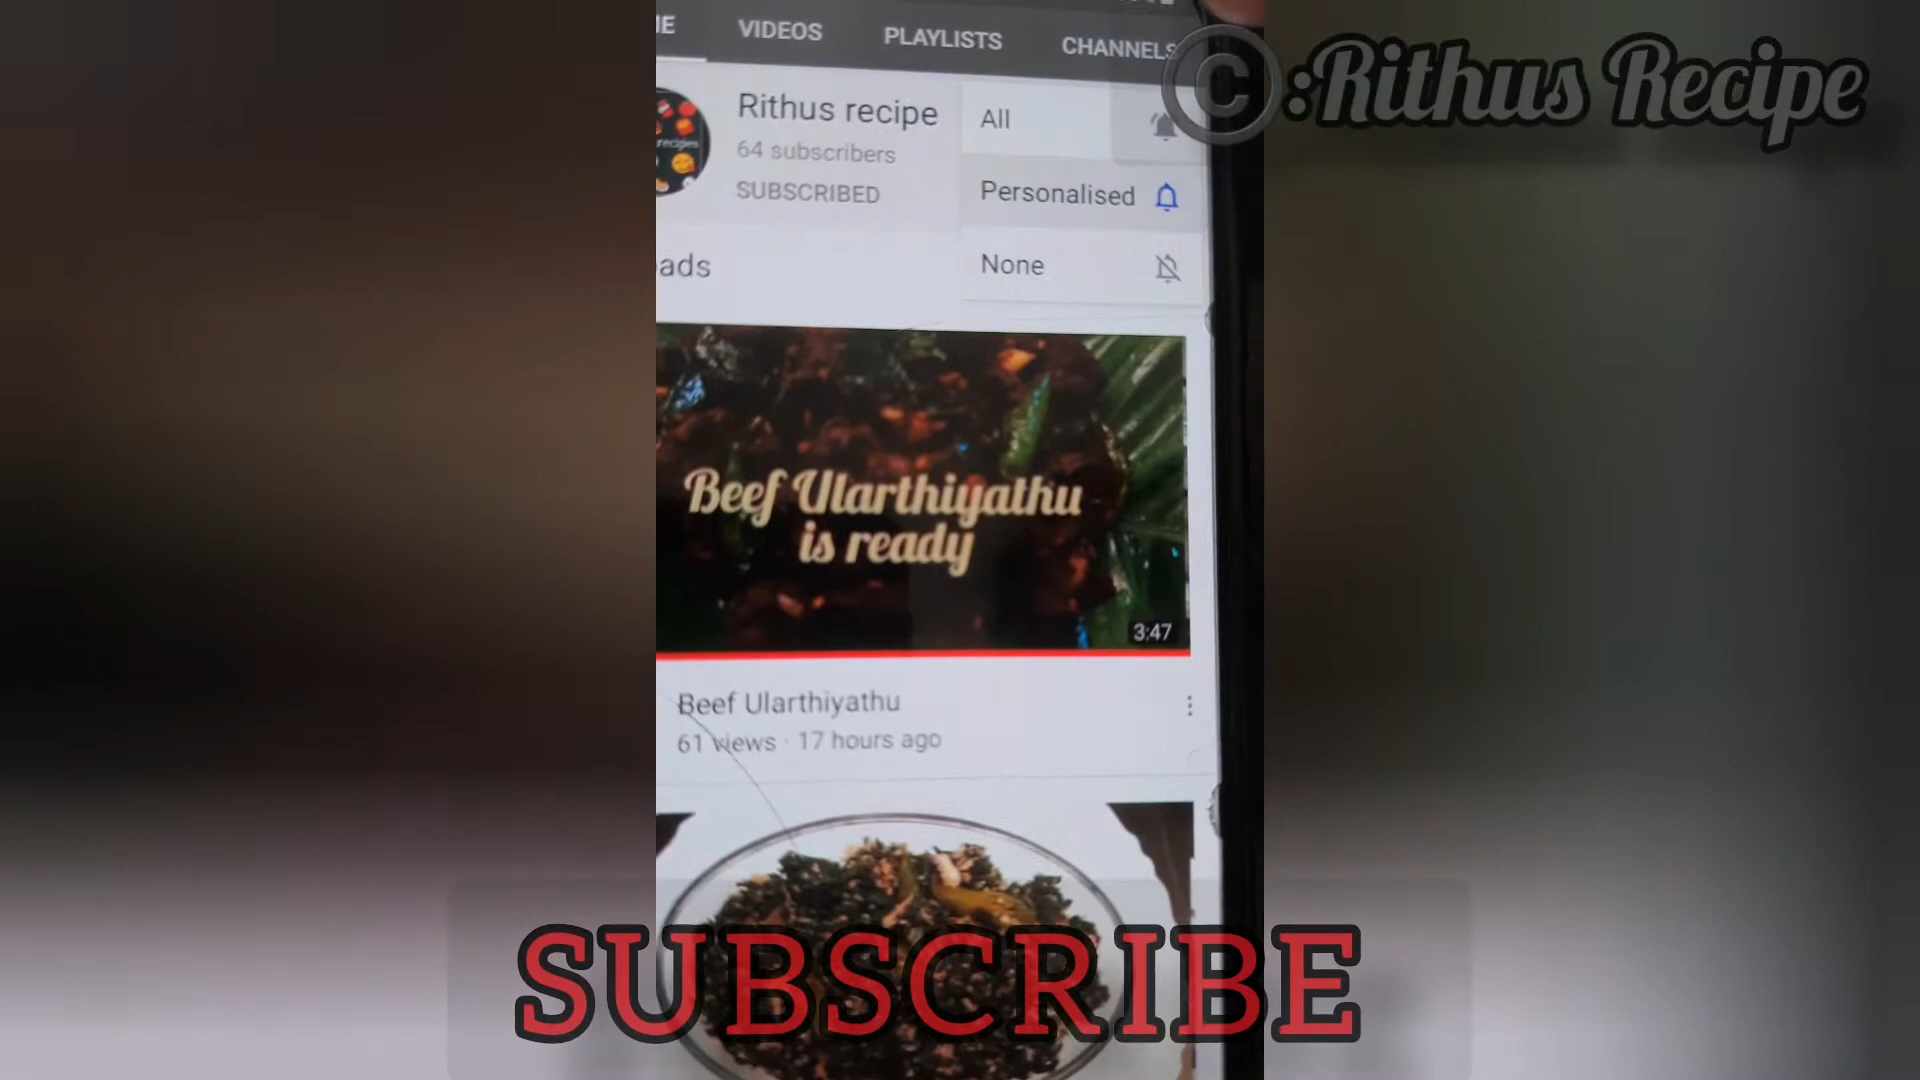 VIDEOS
PLAYLISTS
CHANNELS
©:Rithus Recipe
Rithus recipe
64 subscribers
SUBSCRIBED
recipes
All
Personalised
None
ads
Beef Ularthiyathu
is ready
3:47
Beef Ularthiyathu
61 views · 17 hours ago
SUBSCRIBE